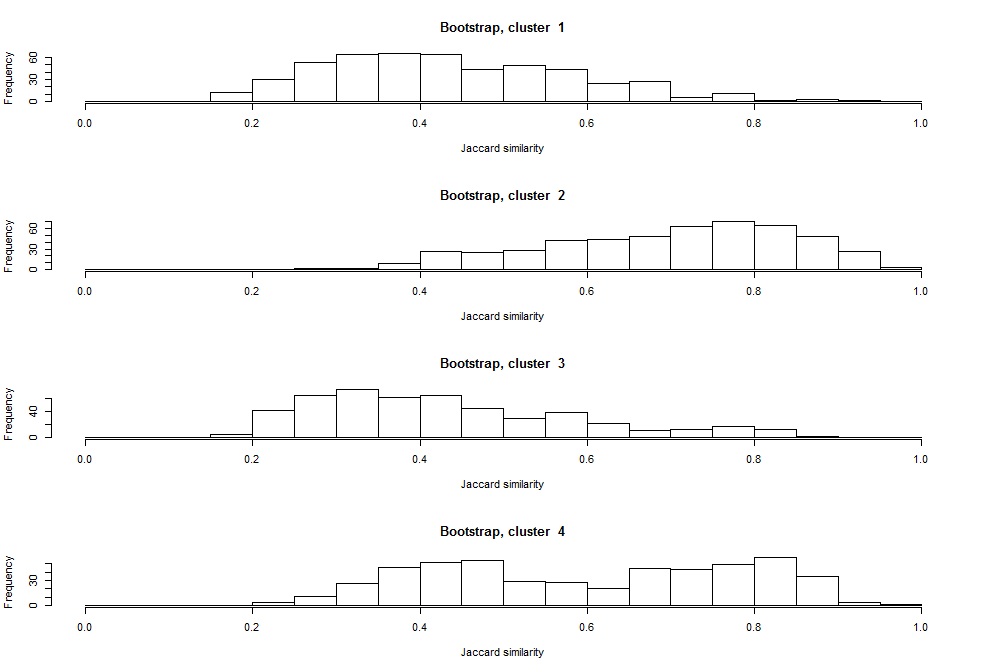 Bootstrap, cluster 1
Frequency
60
30
0
0.0 0.2 0.4 0.6 0.8 1.0
Jaccard similarity
Bootstrap, cluster 2
Frequency
60
30
0
0.0 0.2 0.4 0.6 0.8 1.0
Jaccard similarity
Bootstrap, cluster 3
Frequency
40
0
0.0 0.2 0.4 0.6 0.8 1.0
Jaccard similarity
Bootstrap, cluster 4
Frequency
30
0
0.0 0.2 0.4 0.6 0.8 1.0
Jaccard similarity